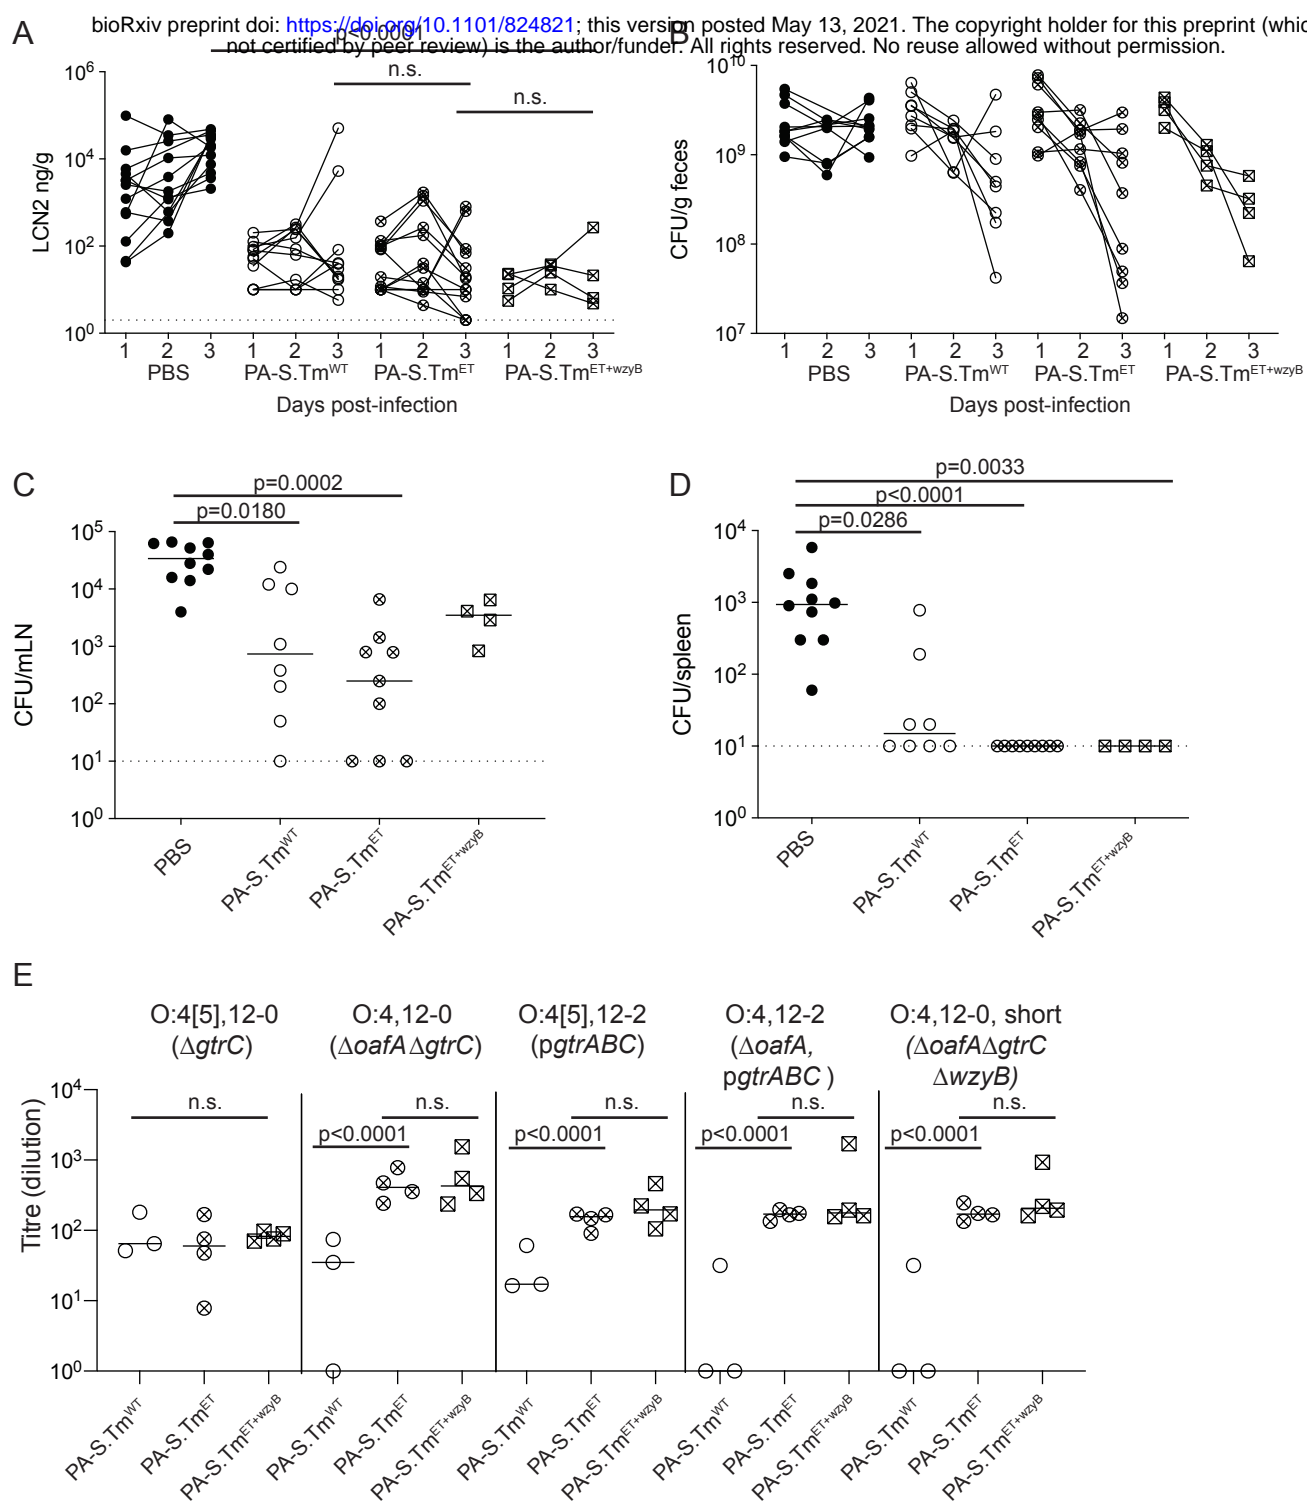 bioRxiv preprint doi: https://doi.org/10.1101/824821; this version posted May 13, 2021. The copyright holder for this preprint (which
not certified by peer review) is the author/funder. All rights reserved. No reuse allowed without permission.
A
p<0.0001
n.s.
n.s.
LCN2 ng/g
10^6
10^4
10^2
10^0
1 2 3 1 2 3 1 2 3 1 2 3
PBS PA-S.Tm^WT PA-S.Tm^ET PA-S.Tm^ET+wzyB
Days post-infection
B
CFU/g feces
10^10
10^9
10^8
10^7
1 2 3 1 2 3 1 2 3 1 2 3
PBS PA-S.Tm^WT PA-S.Tm^ET PA-S.Tm^ET+wzyB
Days post-infection
C
p=0.0002
p=0.0180
CFU/mLN
10^5
10^4
10^3
10^2
10^1
10^0
PBS PA-S.Tm^WT PA-S.Tm^ET PA-S.Tm^ET+wzyB
D
p=0.0033
p<0.0001
p=0.0286
CFU/spleen
10^4
10^3
10^2
10^1
10^0
PBS PA-S.Tm^WT PA-S.Tm^ET PA-S.Tm^ET+wzyB
E
O:4[5],12-0
(ΔgtrC)
O:4,12-0
(ΔoafAΔgtrC)
O:4[5],12-2
(pgtrABC)
O:4,12-2
(ΔoafA,
pgtrABC )
O:4,12-0, short
(ΔoafAΔgtrC
ΔwzyB)
Titre (dilution)
10^4
10^3
10^2
10^1
10^0
n.s.
n.s.
p<0.0001
n.s.
p<0.0001
n.s.
p<0.0001
n.s.
p<0.0001
PA-S.Tm^WT PA-S.Tm^ET PA-S.Tm^ET+wzyB
PA-S.Tm^WT PA-S.Tm^ET PA-S.Tm^ET+wzyB
PA-S.Tm^WT PA-S.Tm^ET PA-S.Tm^ET+wzyB
PA-S.Tm^WT PA-S.Tm^ET PA-S.Tm^ET+wzyB
PA-S.Tm^WT PA-S.Tm^ET PA-S.Tm^ET+wzyB